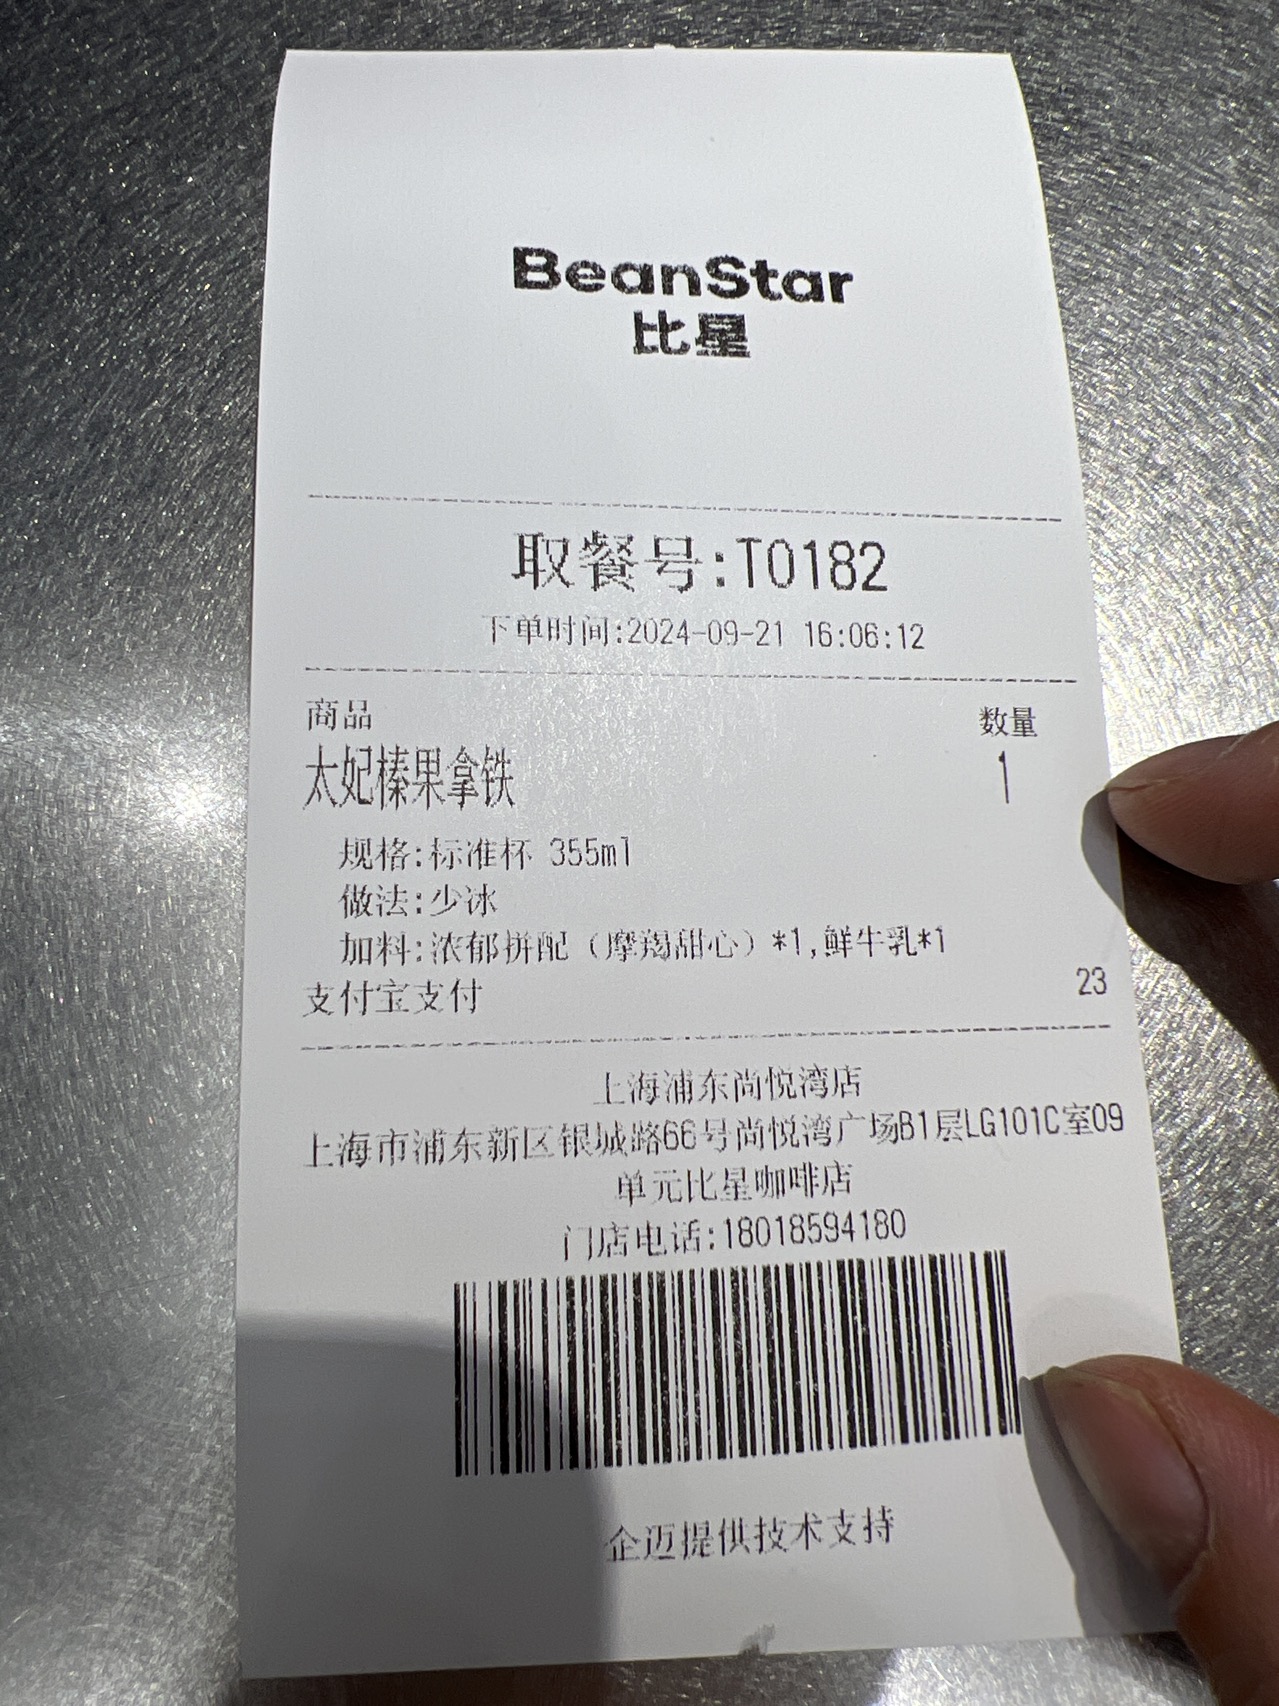 BeanStar
比星
取餐号:T0182
下单时间:2024-09-21 16:06:12
商品 数量
太妃榛果拿铁 1
规格:标准杯 355ml
做法:少冰
加料:浓郁拼配（摩羯甜心）*1,鲜牛乳*1
支付宝支付 23
上海浦东尚悦湾店
上海市浦东新区银城路66号尚悦湾广场B1层LG101C室09
单元比星咖啡店
门店电话:18018594180
企迈提供技术支持